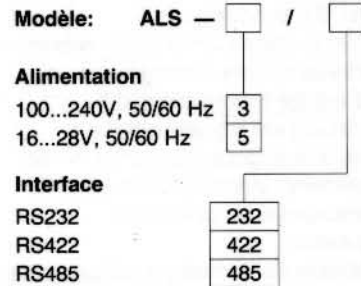 Modèle: ALS — /
Alimentation
100...240V, 50/60 Hz 3
16...28V, 50/60 Hz 5
Interface
RS232 232
RS422 422
RS485 485